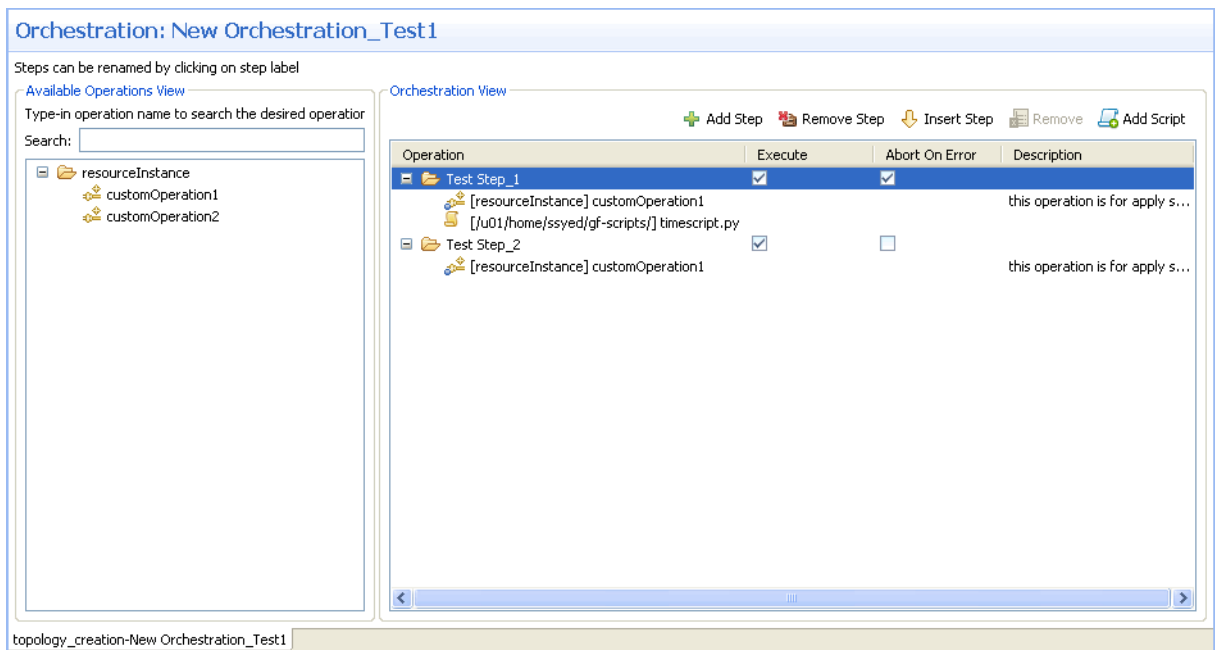 Orchestration: New Orchestration_Test1
Steps can be renamed by clicking on step label
Available Operations View
Type-in operation name to search the desired operation
Search:
resourceInstance
customOperation1
customOperation2
Orchestration View
Add Step Remove Step Insert Step Remove Add Script
Operation Execute Abort On Error Description
Test Step_1
[resourceInstance] customOperation1 this operation is for apply s...
[/u01/home/ssyed/gf-scripts/] timescript.py
Test Step_2
[resourceInstance] customOperation1 this operation is for apply s...
topology_creation-New Orchestration_Test1